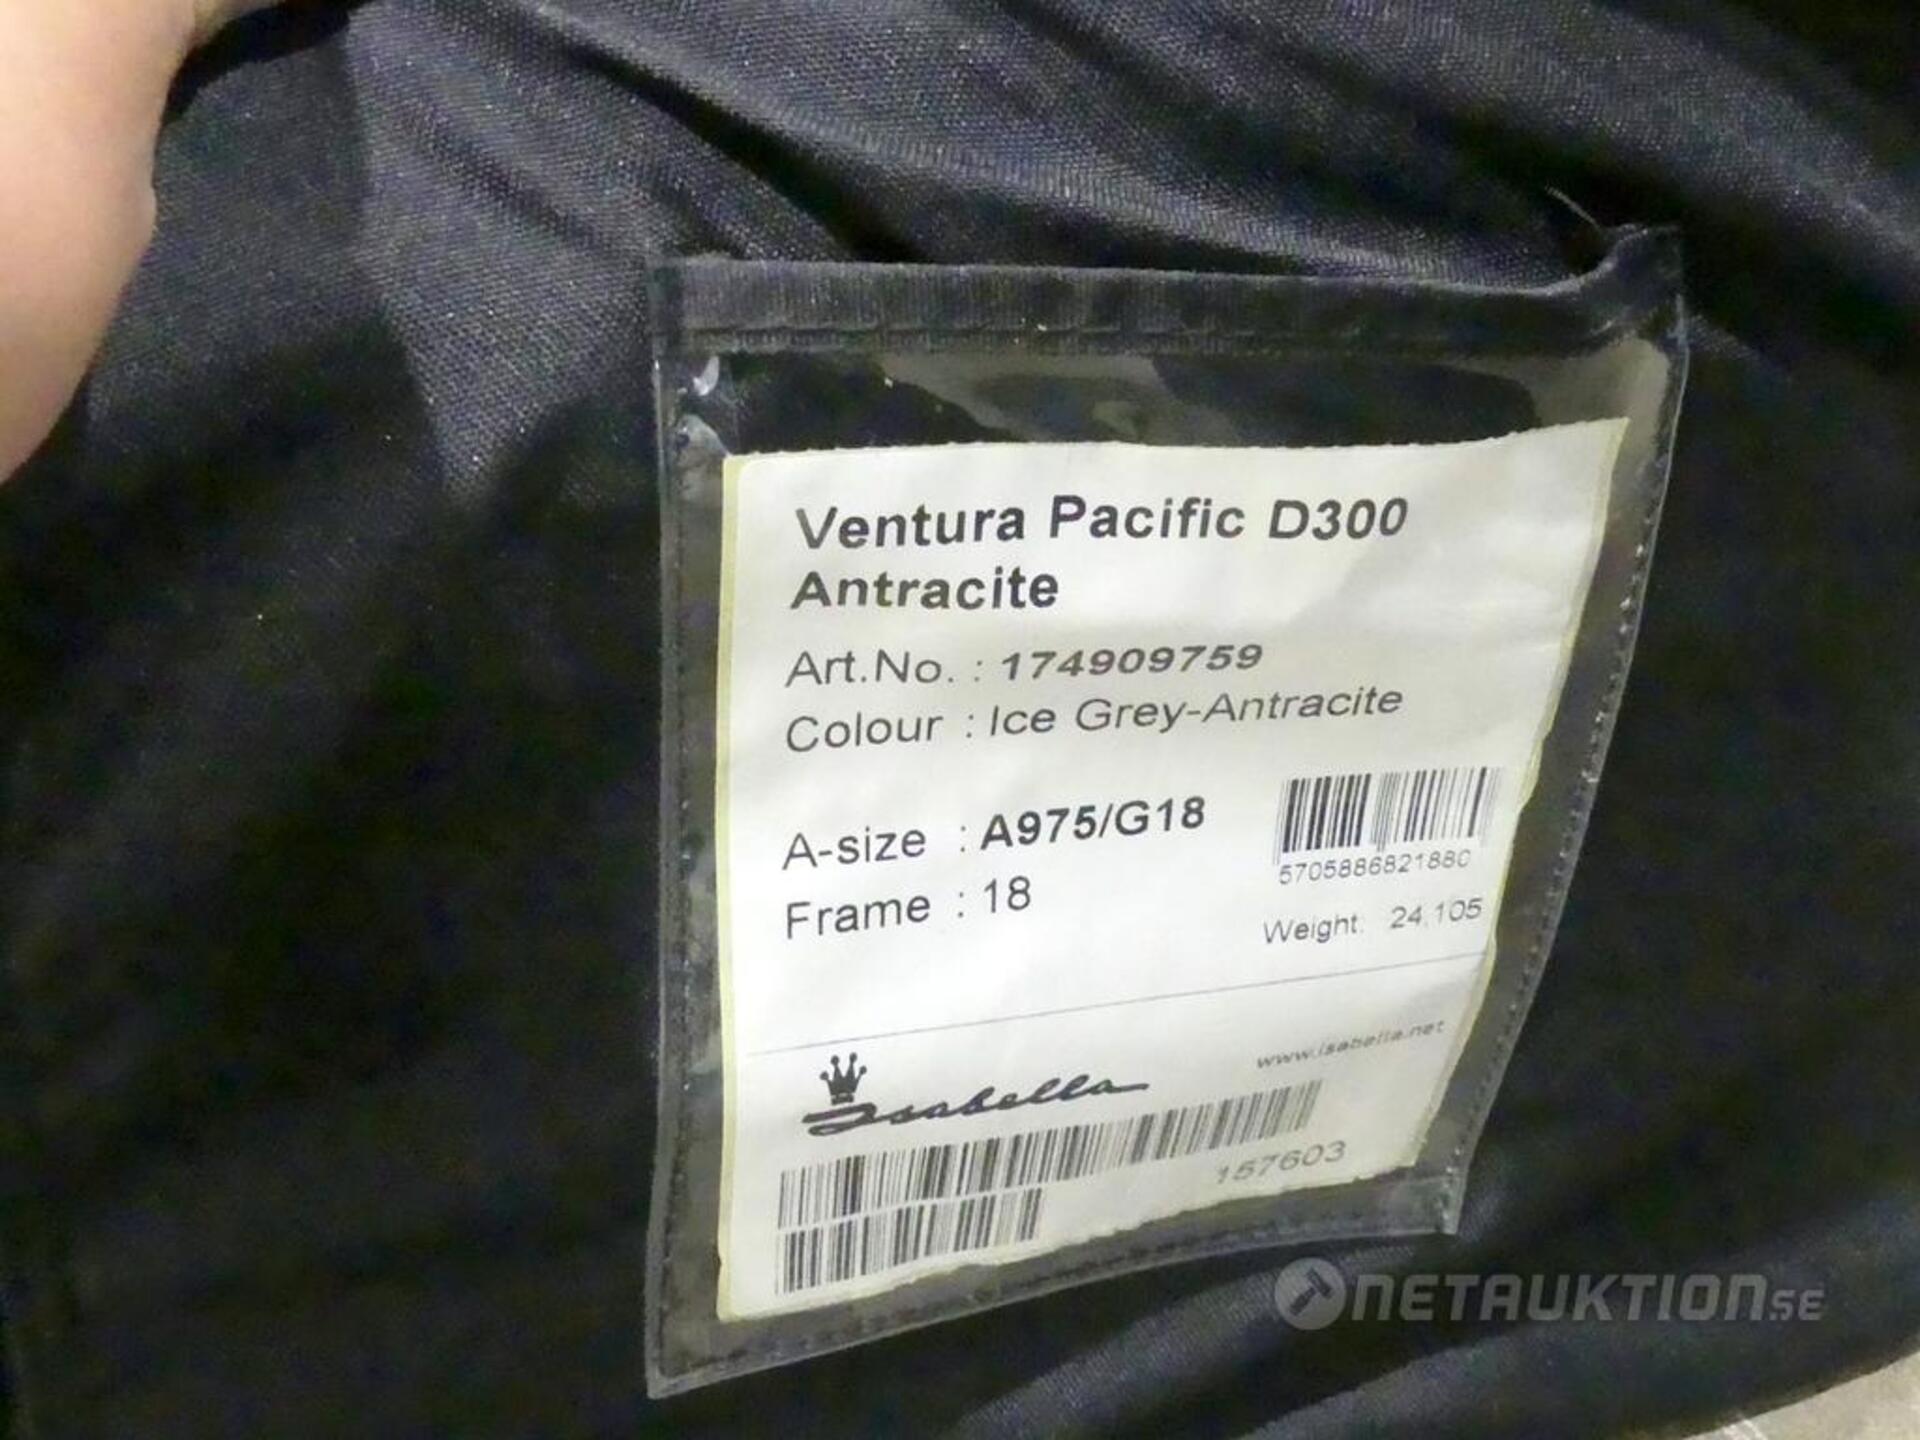 Ventura Pacific D300
Antracite
Art.No. : 174909759
Colour : Ice Grey-Antracite
A-size : A975/G18
Frame : 18
5705886821880
Weight: 24,105
www.isabella.net
Isabella
157603
NETAUKTION.SE